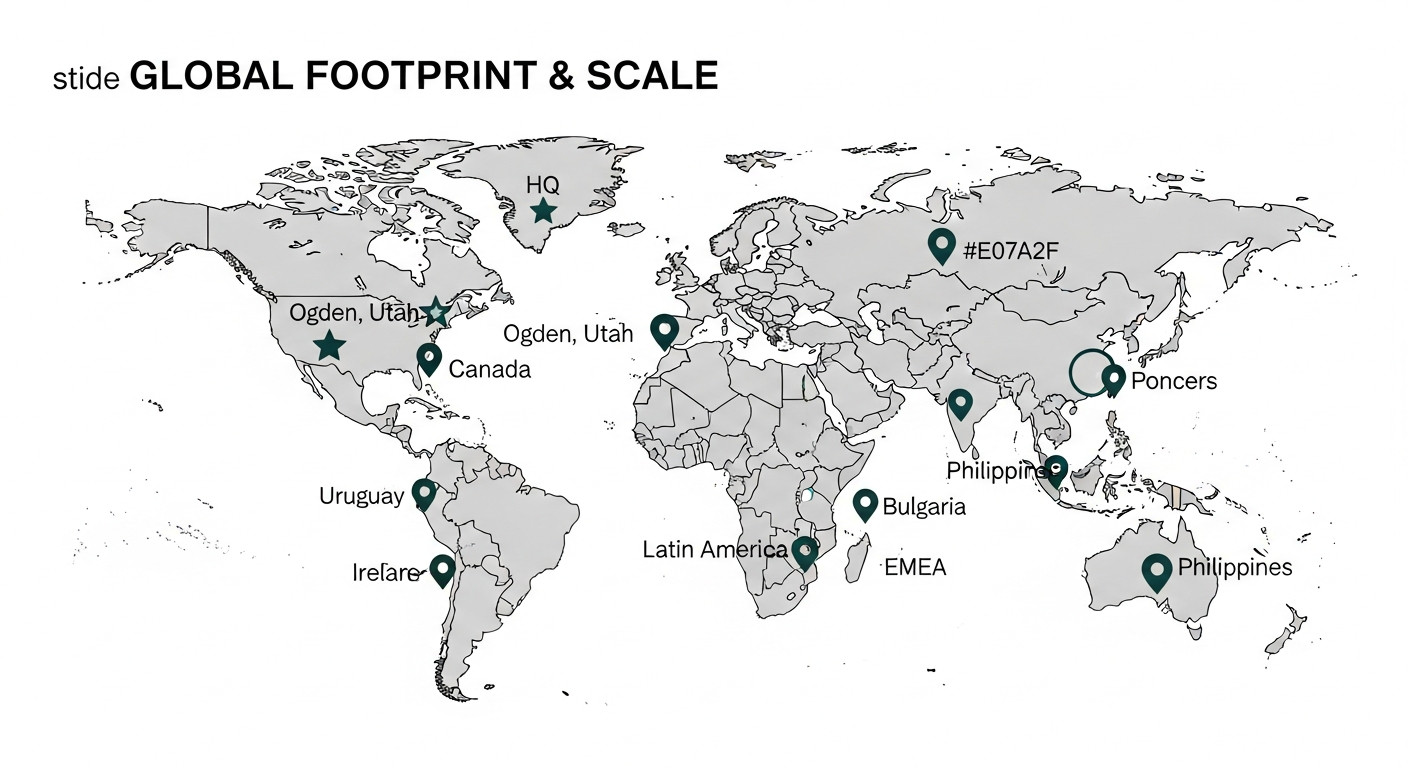 stide GLOBAL FOOTPRINT & SCALE
HQ
#E07A2F
Ogden, Utah
Ogden, Utah
Canada
Poncers
Philippines
Uruguay
Bulgaria
Latin America
EMEA
Philippines